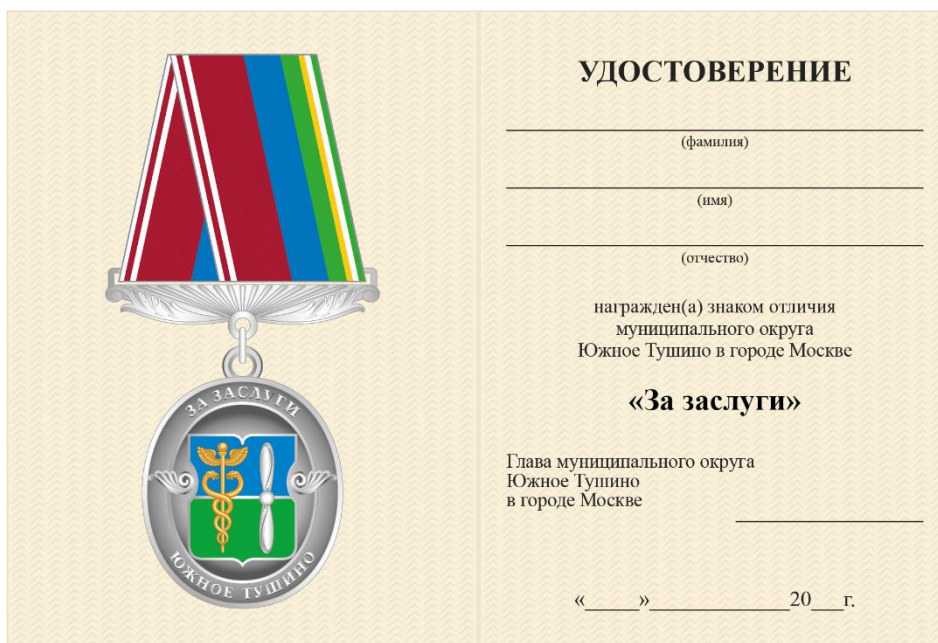 ЗА ЗАСЛУГИ
ЮЖНОЕ ТУШИНО
УДОСТОВЕРЕНИЕ
(фамилия)
(имя)
(отчество)
награжден(а) знаком отличия
муниципального округа
Южное Тушино в городе Москве
«За заслуги»
Глава муниципального округа
Южное Тушино
в городе Москве
«_____»_____________20___г.